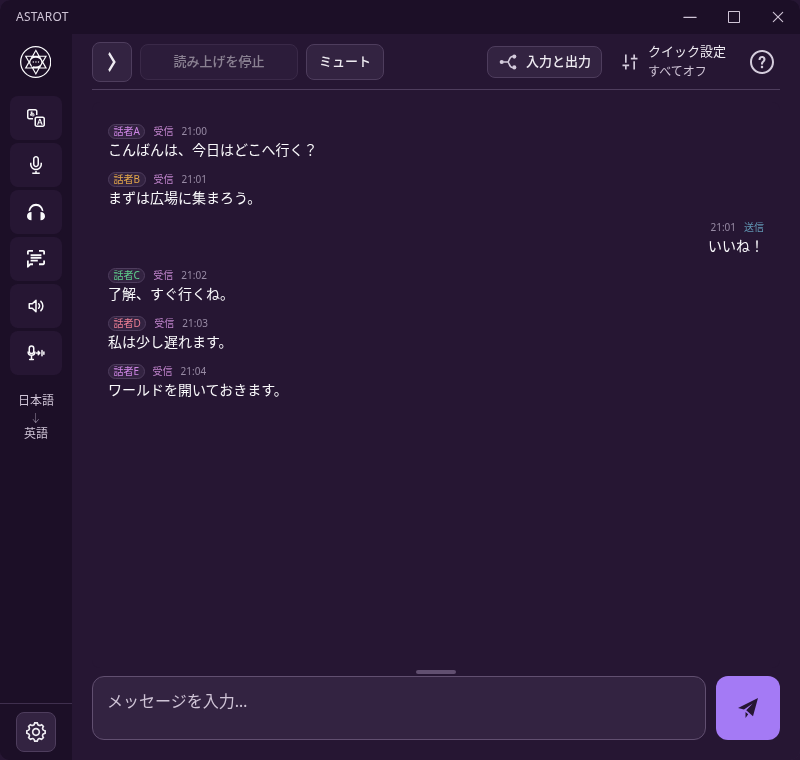 ASTAROT
読み上げを停止
ミュート
入力と出力
クイック設定
すべてオフ
話者A 受信 21:00
こんばんは、今日はどこへ行く？
話者B 受信 21:01
まずは広場に集まろう。
21:01 送信
いいね！
話者C 受信 21:02
了解、すぐ行くね。
話者D 受信 21:03
私は少し遅れます。
話者E 受信 21:04
ワールドを開いておきます。
日本語
↓
英語
メッセージを入力...